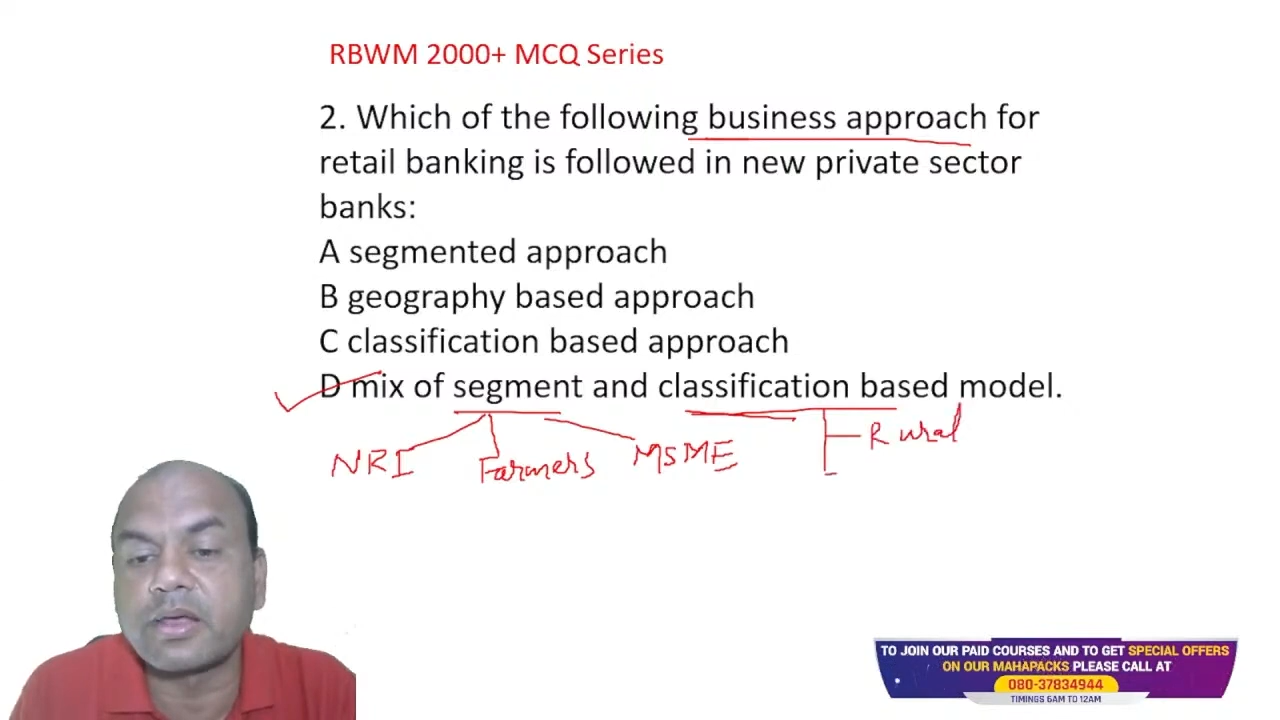 RBWM 2000+ MCQ Series
2. Which of the following business approach for
retail banking is followed in new private sector
banks:
A segmented approach
B geography based approach
C classification based approach
D mix of segment and classification based model.
NRI Farmers MSME Rural
TO JOIN OUR PAID COURSES AND TO GET SPECIAL OFFERS
ON OUR MAHAPACKS PLEASE CALL AT
080-37834944
TIMINGS 6AM TO 12AM